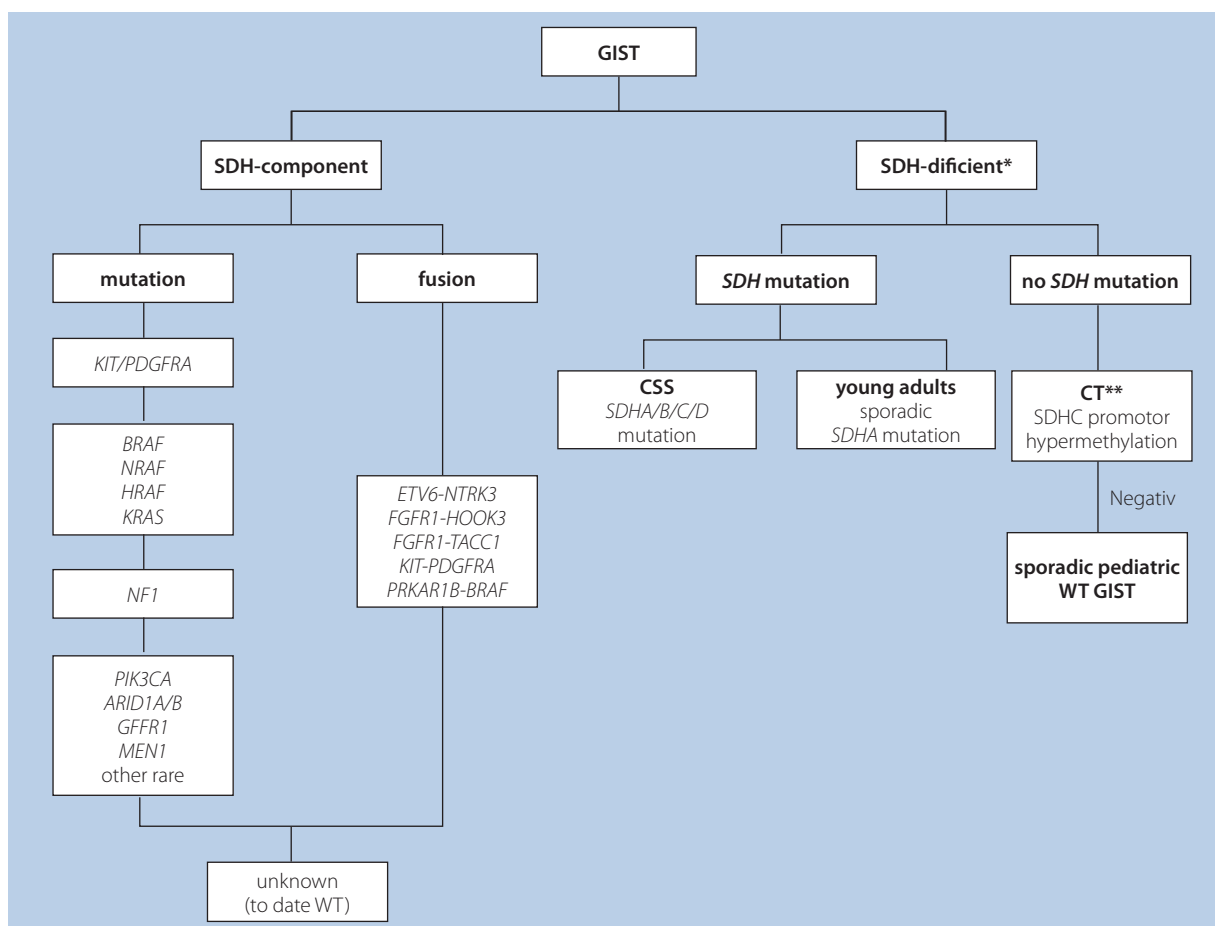 GIST
SDH-component
SDH-dificient*
mutation
fusion
SDH mutation
no SDH mutation
KIT/PDGFRA
CSS
SDHA/B/C/D
mutation
young adults
sporadic
SDHA mutation
CT**
SDHC promotor
hypermethylation
BRAF
NRAF
HRAF
KRAS
ETV6-NTRK3
FGFR1-HOOK3
FGFR1-TACC1
KIT-PDGFRA
PRKAR1B-BRAF
Negativ
NF1
sporadic pediatric
WT GIST
PIK3CA
ARID1A/B
GFFR1
MEN1
other rare
unknown
(to date WT)